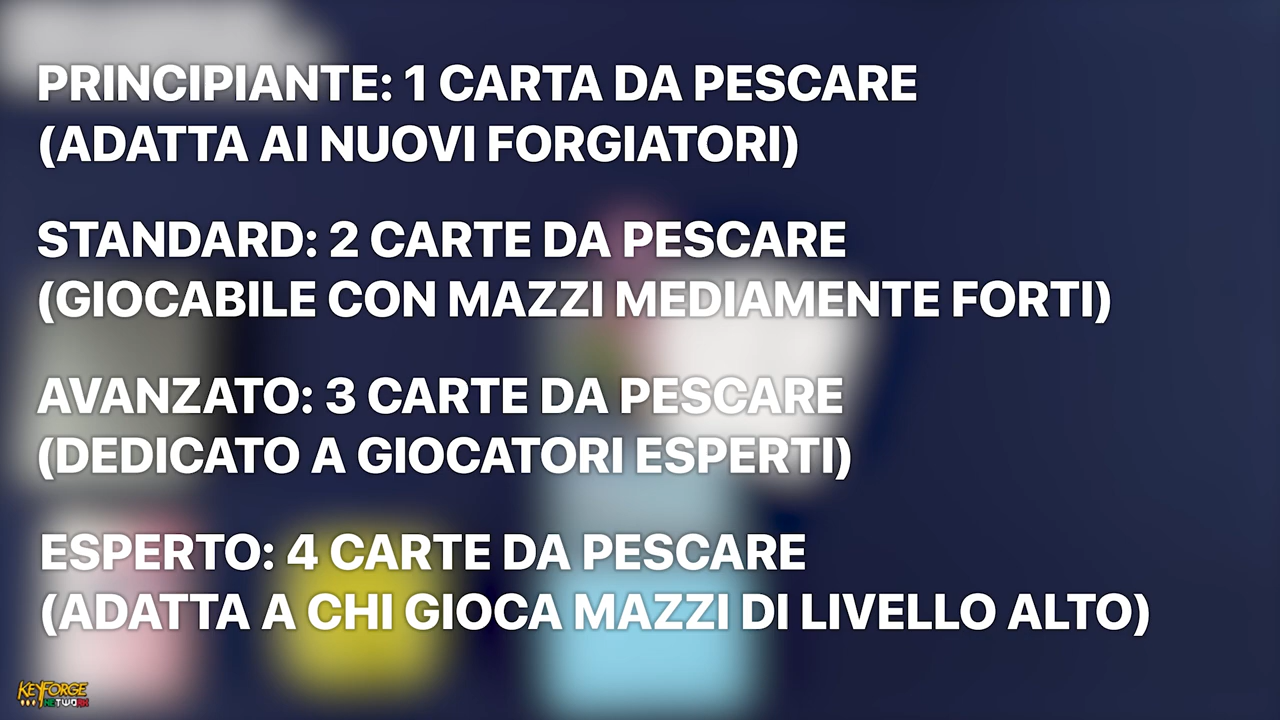 PRINCIPIANTE: 1 CARTA DA PESCARE
(ADATTA AI NUOVI FORGIATORI)
STANDARD: 2 CARTE DA PESCARE
(GIOCABILE CON MAZZI MEDIAMENTE FORTI)
AVANZATO: 3 CARTE DA PESCARE
(DEDICATO A GIOCATORI ESPERTI)
ESPERTO: 4 CARTE DA PESCARE
(ADATTA A CHI GIOCA MAZZI DI LIVELLO ALTO)
KEYFORGE
NETWORK